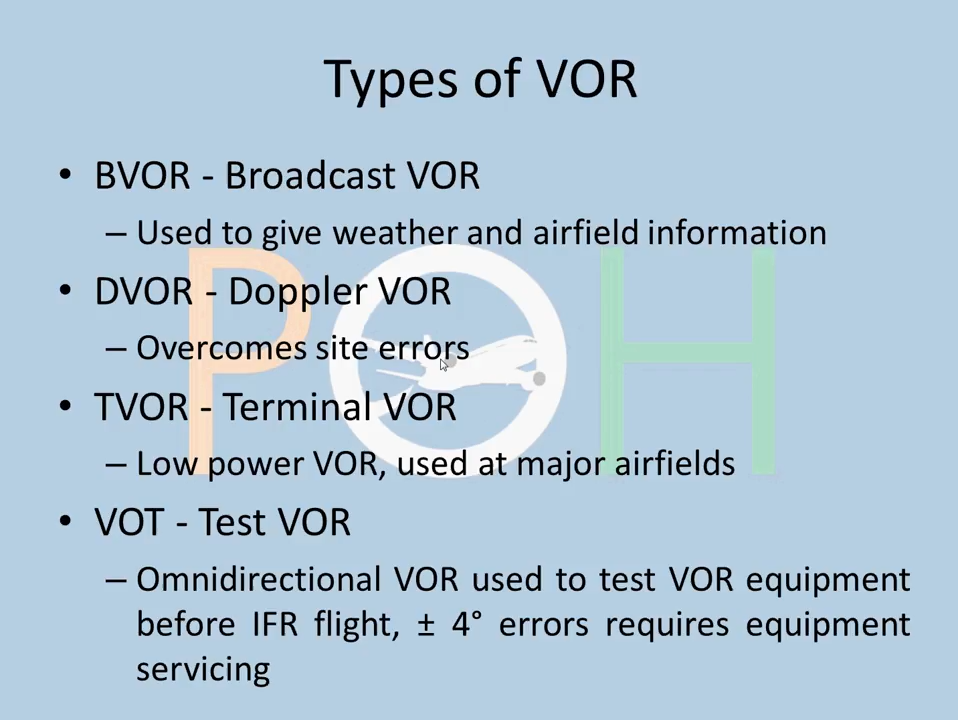 Types of VOR
• BVOR - Broadcast VOR
– Used to give weather and airfield information
• DVOR - Doppler VOR
– Overcomes site errors
• TVOR - Terminal VOR
– Low power VOR, used at major airfields
• VOT - Test VOR
– Omnidirectional VOR used to test VOR equipment
before IFR flight, ± 4° errors requires equipment
servicing
POH